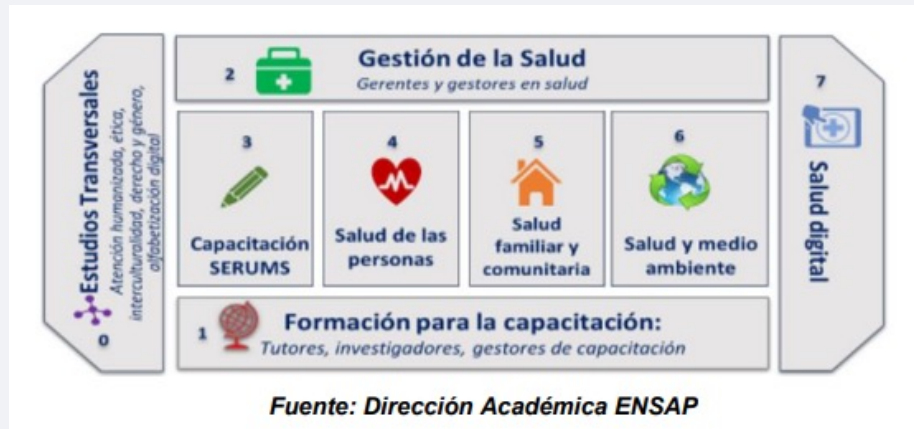 Estudios Transversales
Atención humanizada, ética,
interculturalidad, derecho y género,
alfabetización digital
0
2
Gestión de la Salud
Gerentes y gestores en salud
3
Capacitación
SERUMS
4
Salud de las
personas
5
Salud
familiar y
comunitaria
6
Salud y medio
ambiente
1
Formación para la capacitación:
Tutores, investigadores, gestores de capacitación
7
Salud digital
Fuente: Dirección Académica ENSAP